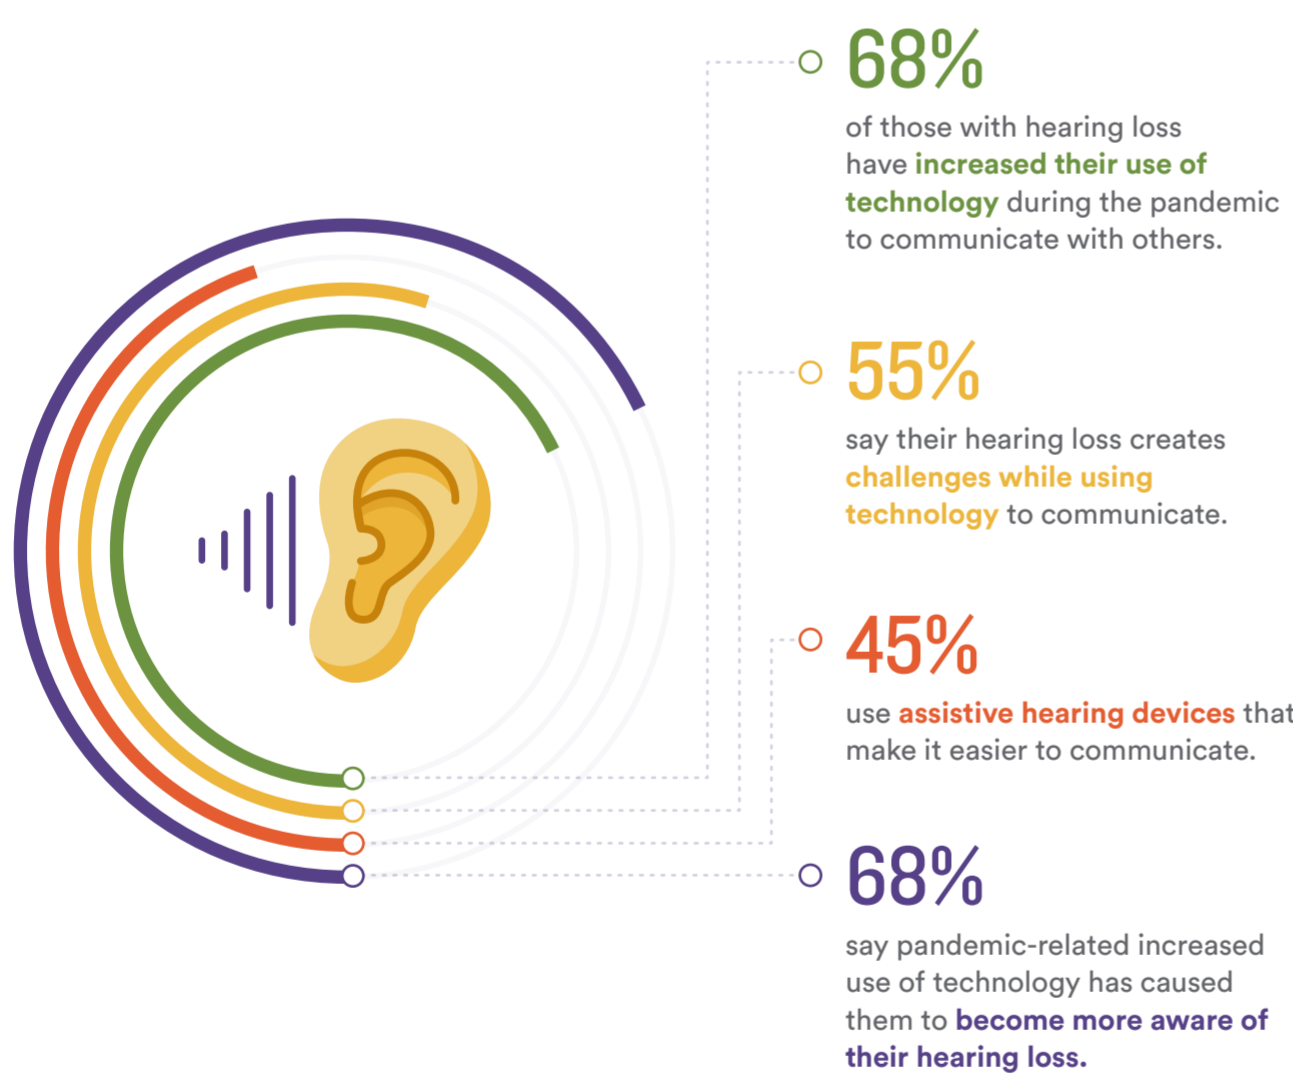 68%
of those with hearing loss
have increased their use of
technology during the pandemic
to communicate with others.
55%
say their hearing loss creates
challenges while using
technology to communicate.
45%
use assistive hearing devices that
make it easier to communicate.
68%
say pandemic-related increased
use of technology has caused
them to become more aware of
their hearing loss.